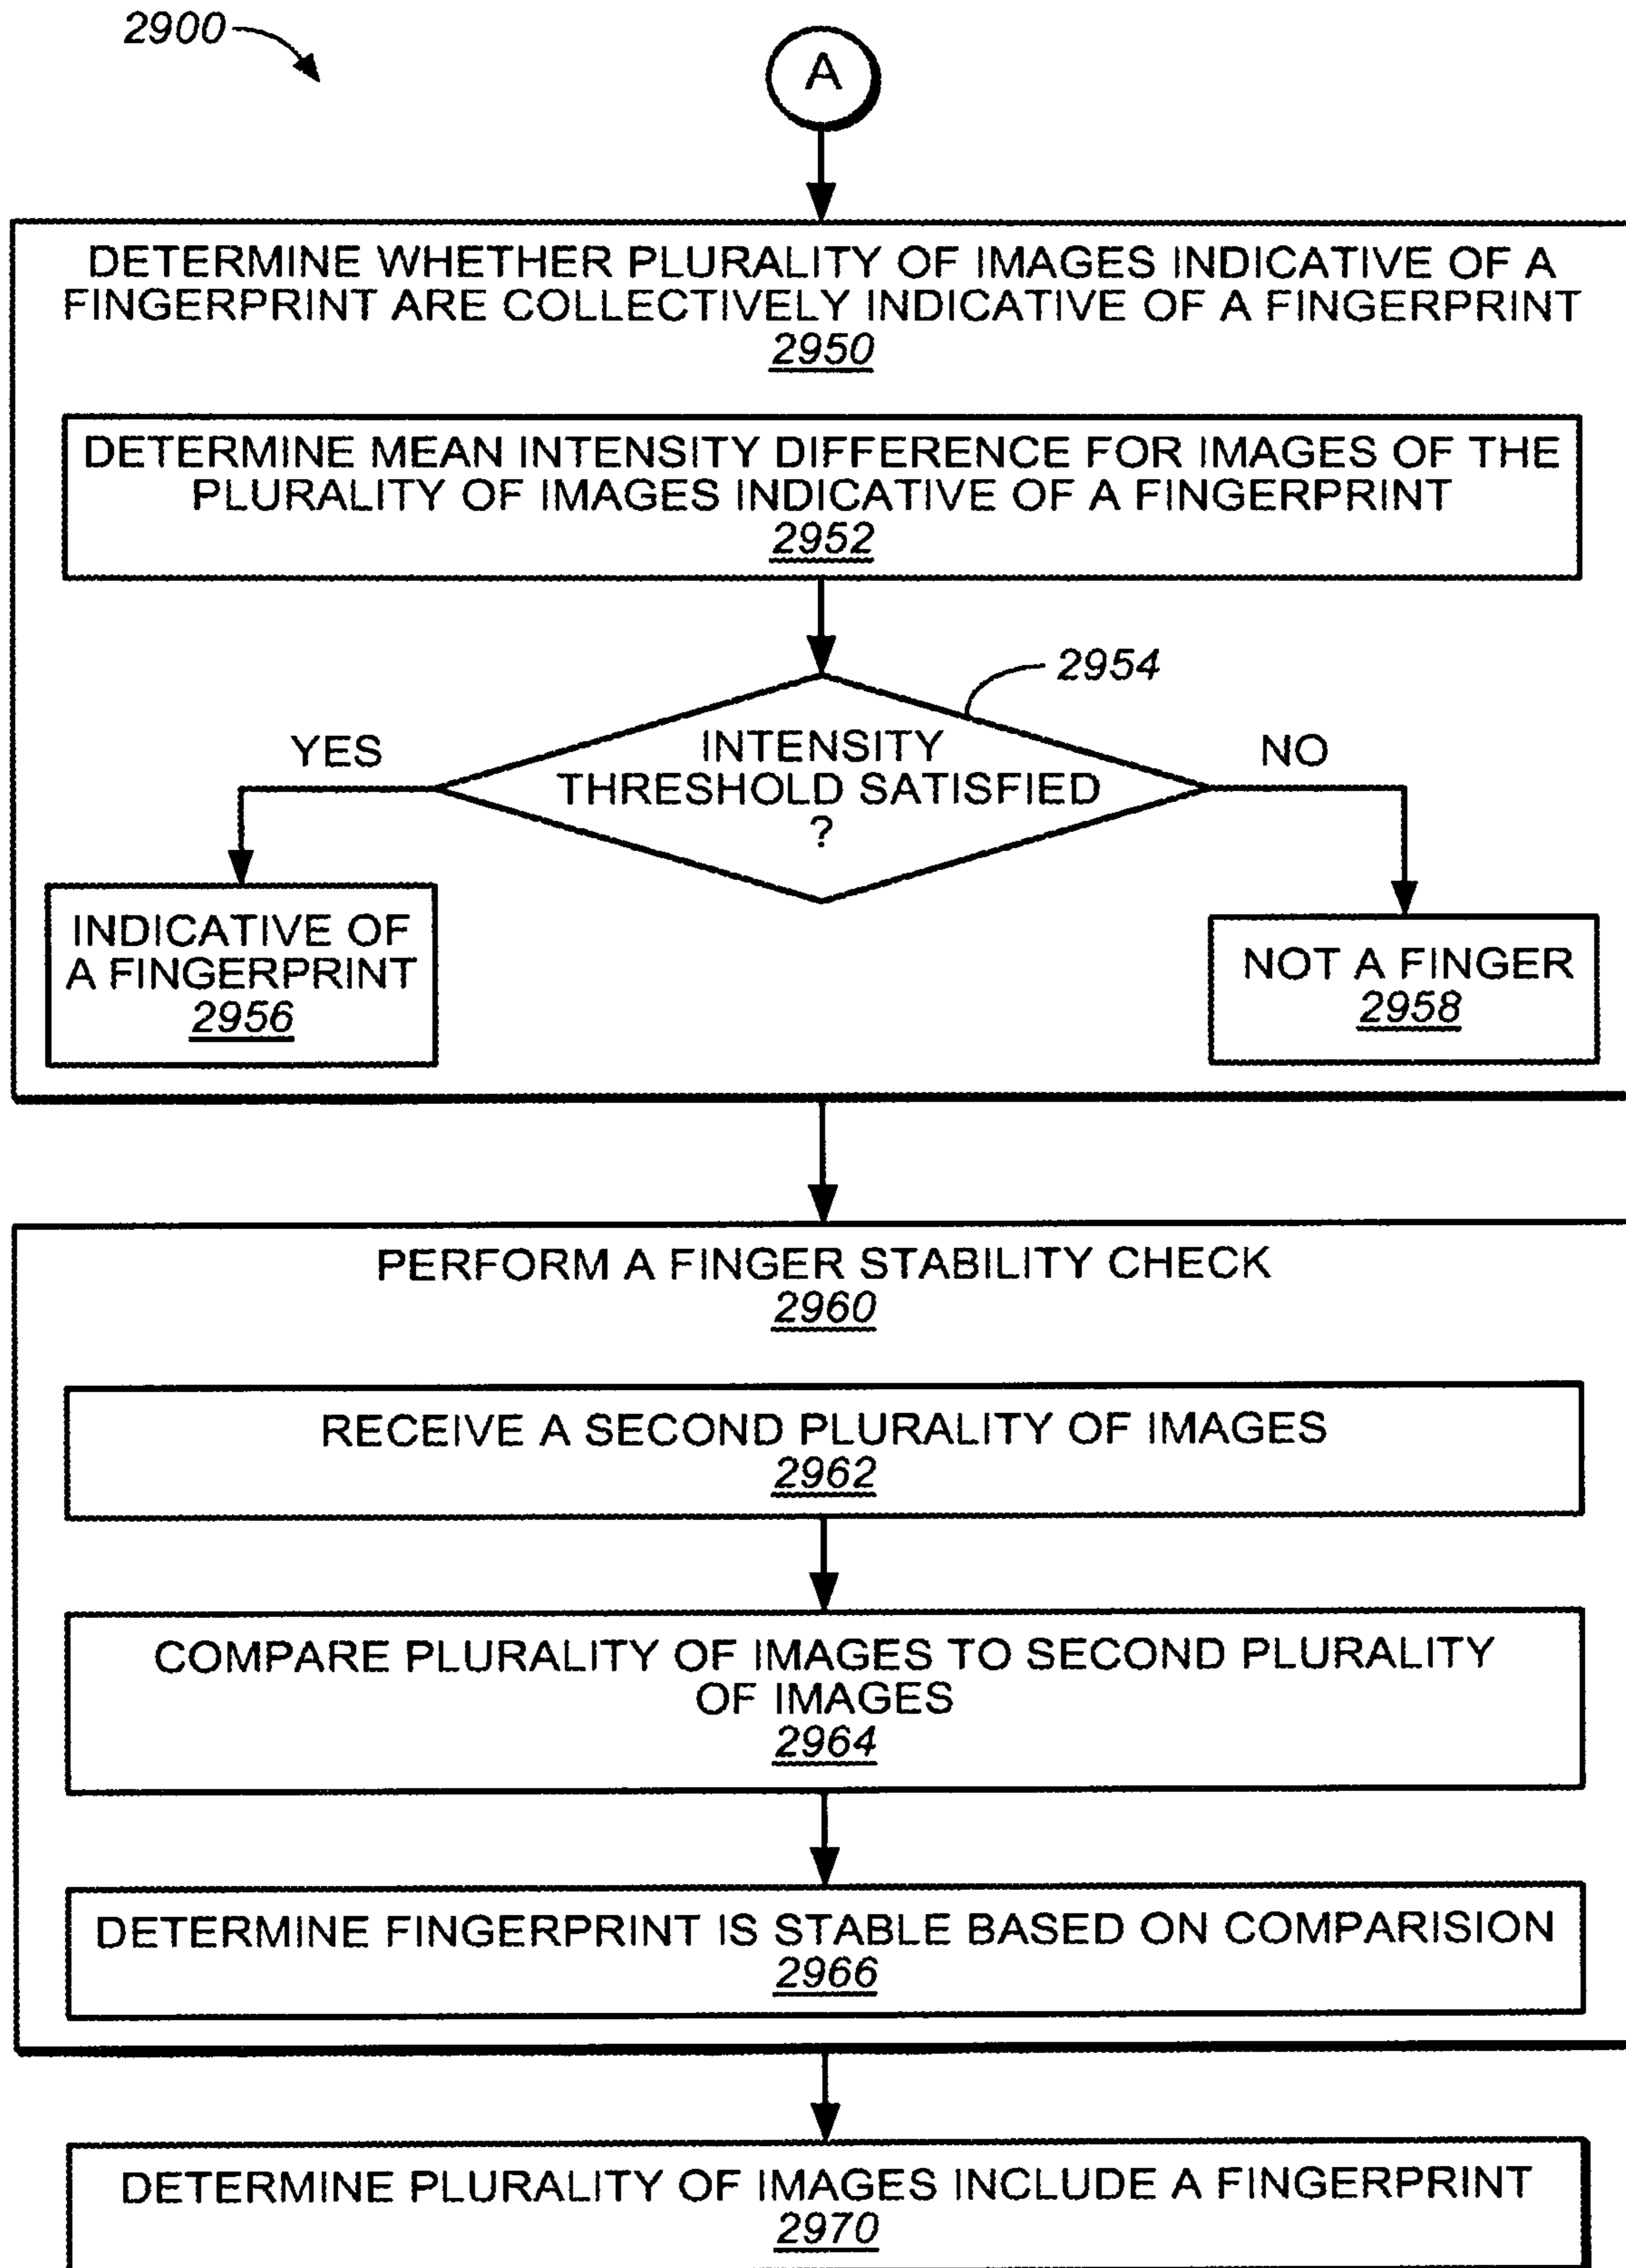 2900
A
DETERMINE WHETHER PLURALITY OF IMAGES INDICATIVE OF A
FINGERPRINT ARE COLLECTIVELY INDICATIVE OF A FINGERPRINT
2950
DETERMINE MEAN INTENSITY DIFFERENCE FOR IMAGES OF THE
PLURALITY OF IMAGES INDICATIVE OF A FINGERPRINT
2952
2954
YES
INTENSITY
THRESHOLD SATISFIED
?
NO
INDICATIVE OF
A FINGERPRINT
2956
NOT A FINGER
2958
PERFORM A FINGER STABILITY CHECK
2960
RECEIVE A SECOND PLURALITY OF IMAGES
2962
COMPARE PLURALITY OF IMAGES TO SECOND PLURALITY
OF IMAGES
2964
DETERMINE FINGERPRINT IS STABLE BASED ON COMPARISION
2966
DETERMINE PLURALITY OF IMAGES INCLUDE A FINGERPRINT
2970